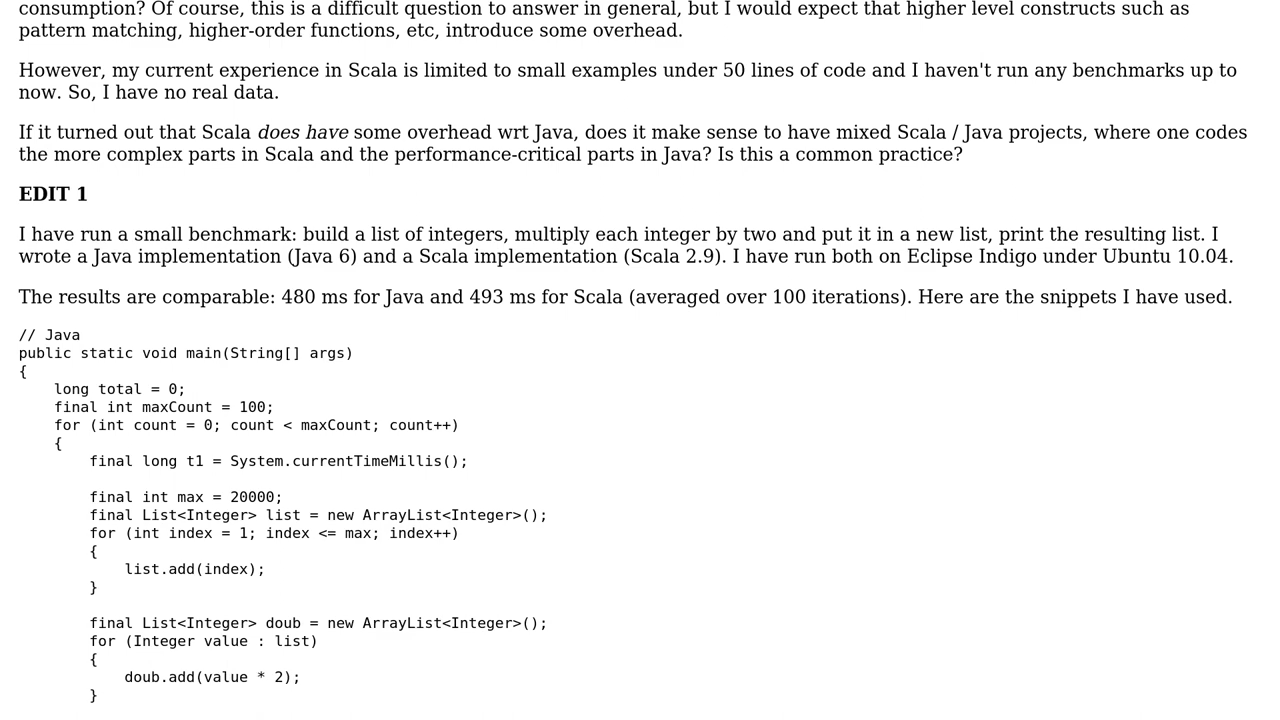 consumption? Of course, this is a difficult question to answer in general, but I would expect that higher level constructs such as
pattern matching, higher-order functions, etc, introduce some overhead.
However, my current experience in Scala is limited to small examples under 50 lines of code and I haven't run any benchmarks up to
now. So, I have no real data.
If it turned out that Scala does have some overhead wrt Java, does it make sense to have mixed Scala / Java projects, where one codes
the more complex parts in Scala and the performance-critical parts in Java? Is this a common practice?
EDIT 1
I have run a small benchmark: build a list of integers, multiply each integer by two and put it in a new list, print the resulting list. I
wrote a Java implementation (Java 6) and a Scala implementation (Scala 2.9). I have run both on Eclipse Indigo under Ubuntu 10.04.
The results are comparable: 480 ms for Java and 493 ms for Scala (averaged over 100 iterations). Here are the snippets I have used.
// Java
public static void main(String[] args)
{
    long total = 0;
    final int maxCount = 100;
    for (int count = 0; count < maxCount; count++)
    {
        final long t1 = System.currentTimeMillis();
        final int max = 20000;
        final List<Integer> list = new ArrayList<Integer>();
        for (int index = 1; index <= max; index++)
        {
            list.add(index);
        }
        final List<Integer> doub = new ArrayList<Integer>();
        for (Integer value : list)
        {
            doub.add(value * 2);
        }